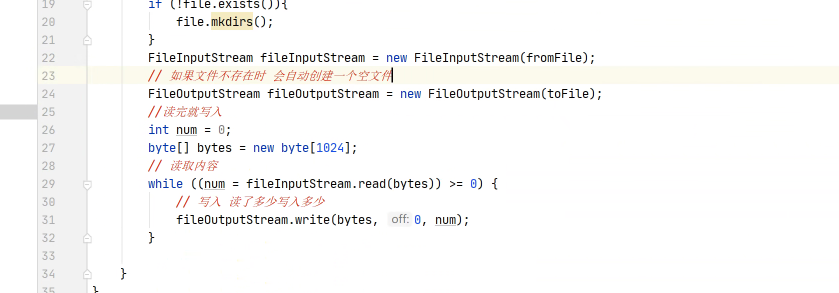 19 if (!file.exists()){
20 file.mkdirs();
21 }
22 FileInputStream fileInputStream = new FileInputStream(fromFile);
23 // 如果文件不存在时 会自动创建一个空文件
24 FileOutputStream fileOutputStream = new FileOutputStream(toFile);
25 //读完就写入
26 int num = 0;
27 byte[] bytes = new byte[1024];
28 // 读取内容
29 while ((num = fileInputStream.read(bytes)) >= 0) {
30 // 写入 读了多少写入多少
31 fileOutputStream.write(bytes, off: 0, num);
32 }
33
34 }
35 }